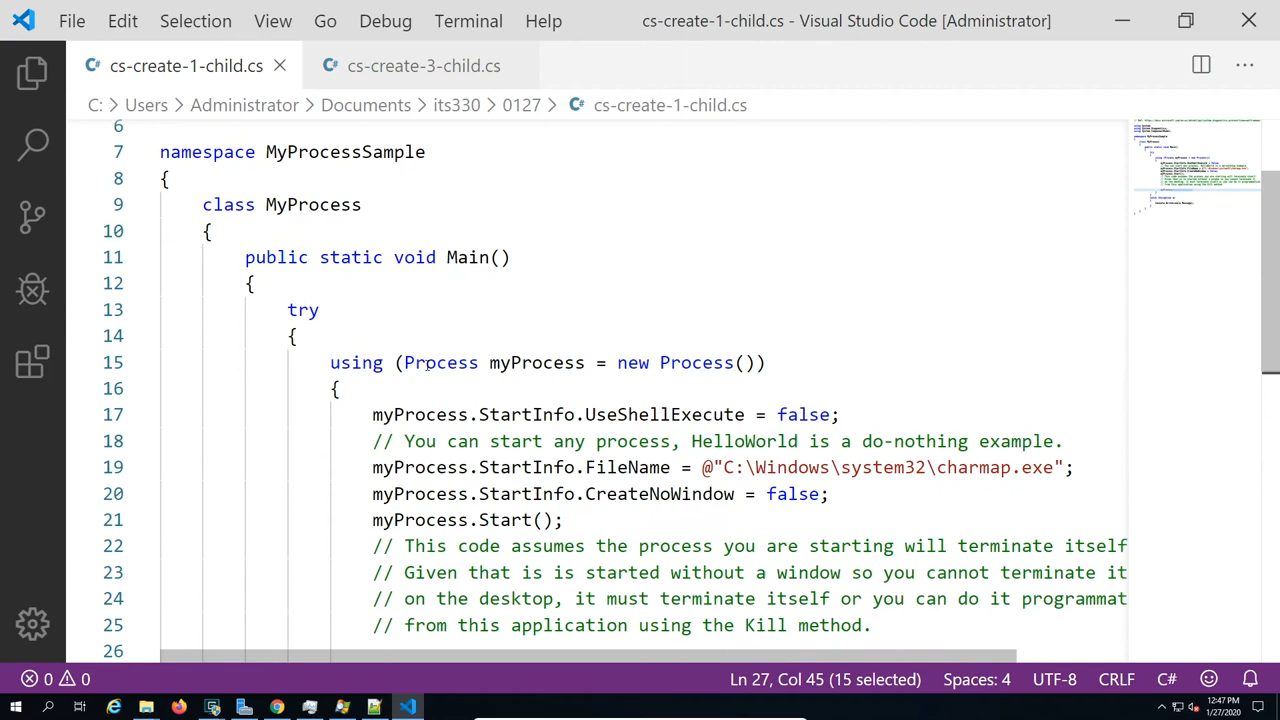 File Edit Selection View Go Debug Terminal Help cs-create-1-child.cs - Visual Studio Code [Administrator]
cs-create-1-child.cs cs-create-3-child.cs
C: > Users > Administrator > Documents > its330 > 0127 > cs-create-1-child.cs
6
7 namespace MyProcessSample
8 {
9 class MyProcess
10 {
11 public static void Main()
12 {
13 try
14 {
15 using (Process myProcess = new Process())
16 {
17 myProcess.StartInfo.UseShellExecute = false;
18 // You can start any process, HelloWorld is a do-nothing example.
19 myProcess.StartInfo.FileName = @"C:\Windows\system32\charmap.exe";
20 myProcess.StartInfo.CreateNoWindow = false;
21 myProcess.Start();
22 // This code assumes the process you are starting will terminate itself
23 // Given that is is started without a window so you cannot terminate it
24 // on the desktop, it must terminate itself or you can do it programmat
25 // from this application using the Kill method.
26
0 0 Ln 27, Col 45 (15 selected) Spaces: 4 UTF-8 CRLF C#
12:47 PM
1/27/2020